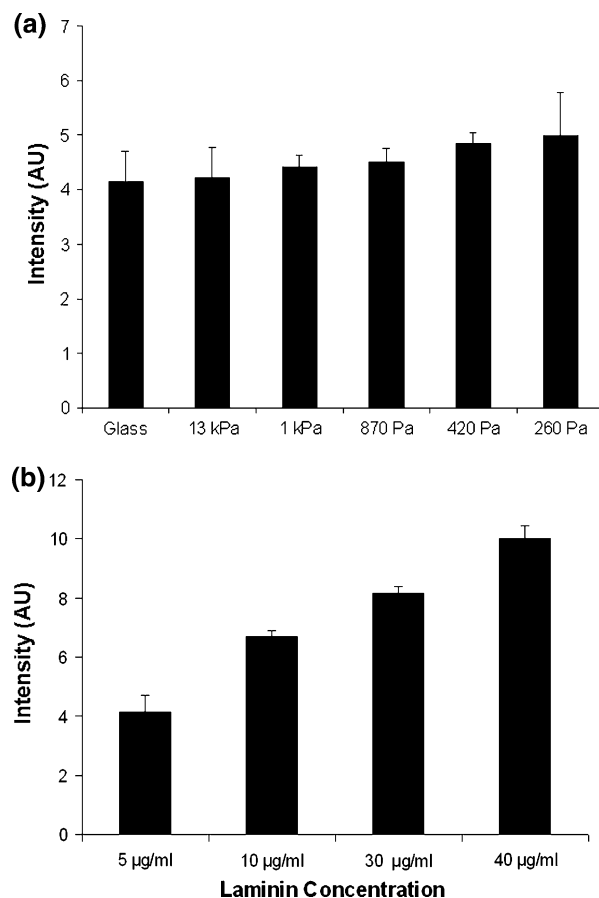 (a)
7
6
5
4
3
2
1
0
Intensity (AU)
Glass 13 kPa 1 kPa 870 Pa 420 Pa 260 Pa
(b)
12
10
8
6
4
2
0
Intensity (AU)
5 µg/ml 10 µg/ml 30 µg/ml 40 µg/ml
Laminin Concentration